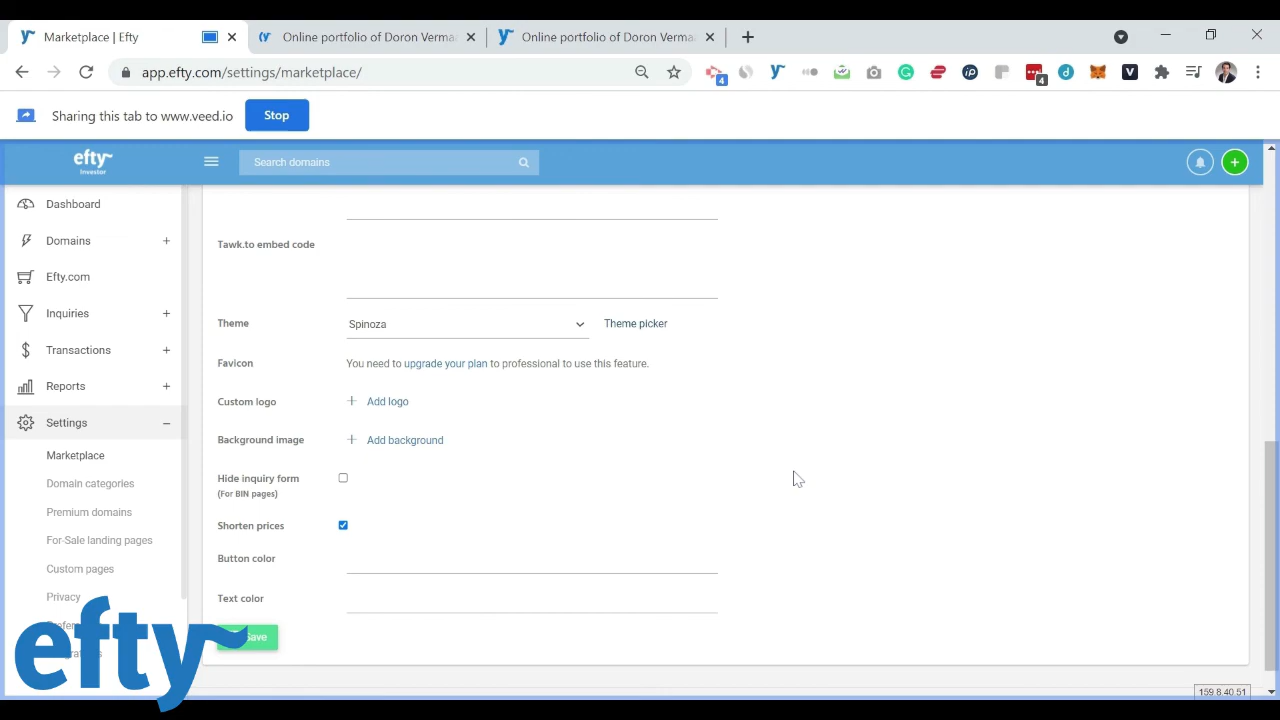 Marketplace | Efty
Online portfolio of Doron Verma
Online portfolio of Doron Verma
app.efty.com/settings/marketplace/
4
4
Sharing this tab to www.veed.io
Stop
efty
Investor
Search domains
Dashboard
Domains
Efty.com
Inquiries
Transactions
Reports
Settings
Marketplace
Domain categories
Premium domains
For-Sale landing pages
Custom pages
Privacy
Tawk.to embed code
Theme
Spinoza
Theme picker
Favicon
You need to upgrade your plan to professional to use this feature.
Custom logo
Add logo
Background image
Add background
Hide inquiry form
(For BIN pages)
Shorten prices
Button color
Text color
Save
efty
159.8.40.51